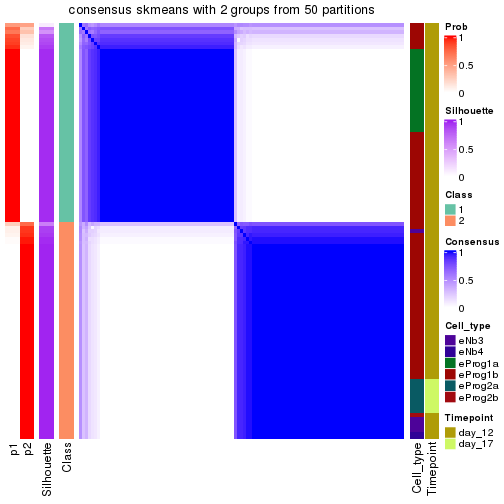 consensus skmeans with 2 groups from 50 partitions
Prob
1
0.5
0
Silhouette
1
0.5
0
Class
1
2
Consensus
1
0.5
0
Cell_type
eNb3
eNb4
eProg1a
eProg1b
eProg2a
eProg2b
Timepoint
day_12
day_17
p1
p2
Silhouette
Class
Cell_type
Timepoint